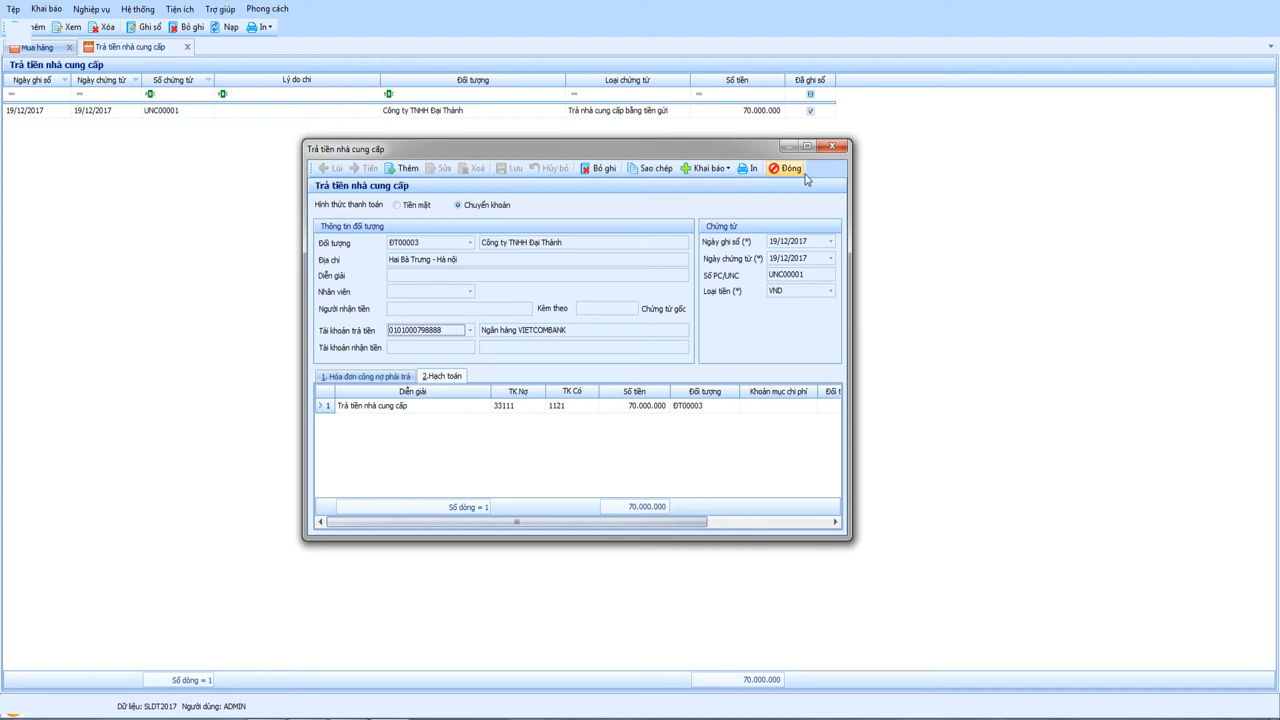 Tệp Khai báo Nghiệp vụ Hệ thống Tiện ích Trợ giúp Phong cách
Xem Xóa Ghi sổ Bỏ ghi Nạp In
Mua hàng Trả tiền nhà cung cấp
Trả tiền nhà cung cấp
Ngày ghi sổ Ngày chứng từ Số chứng từ Lý do chi Đối tượng Loại chứng từ Số tiền Đã ghi sổ
19/12/2017 19/12/2017 UNC00001 Công ty TNHH Đại Thành Trả nhà cung cấp bằng tiền gửi 70.000.000
Trả tiền nhà cung cấp
Lùi Tiến Thêm Sửa Xoá Lưu Hủy bỏ Bỏ ghi Sao chép Khai báo In Đóng
Trả tiền nhà cung cấp
Hình thức thanh toán Tiền mặt Chuyển khoản
Thông tin đối tượng Chứng từ
Đối tượng ĐT00003 Công ty TNHH Đại Thành Ngày ghi sổ (*) 19/12/2017
Địa chỉ Hai Bà Trưng - Hà nội Ngày chứng từ (*) 19/12/2017
Diễn giải Số PC/UNC UNC00001
Nhân viên Loại tiền (*) VND
Người nhận tiền Kèm theo Chứng từ gốc
Tài khoản trả tiền 0101000798888 Ngân hàng VIETCOMBANK
Tài khoản nhận tiền
1. Hóa đơn công nợ phải trả 2.Hạch toán
Diễn giải TK Nợ TK Có Số tiền Đối tượng Khoản mục chi phí Đối t
1 Trả tiền nhà cung cấp 33111 1121 70.000.000 ĐT00003
Số dòng = 1 70.000.000
Số dòng = 1 70.000.000
Dữ liệu: SLDT2017 Người dùng: ADMIN